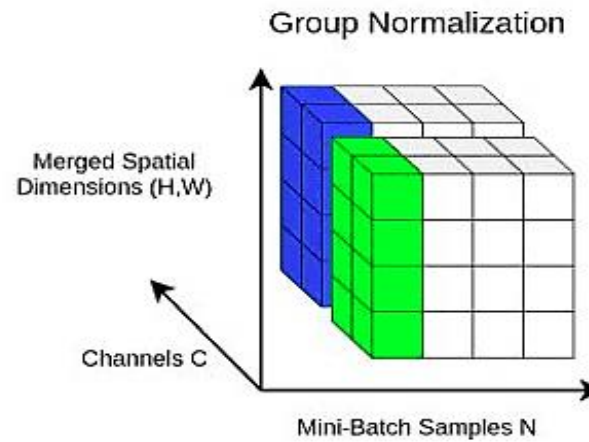 Group Normalization
Merged Spatial
Dimensions (H,W)
Channels C
Mini-Batch Samples N